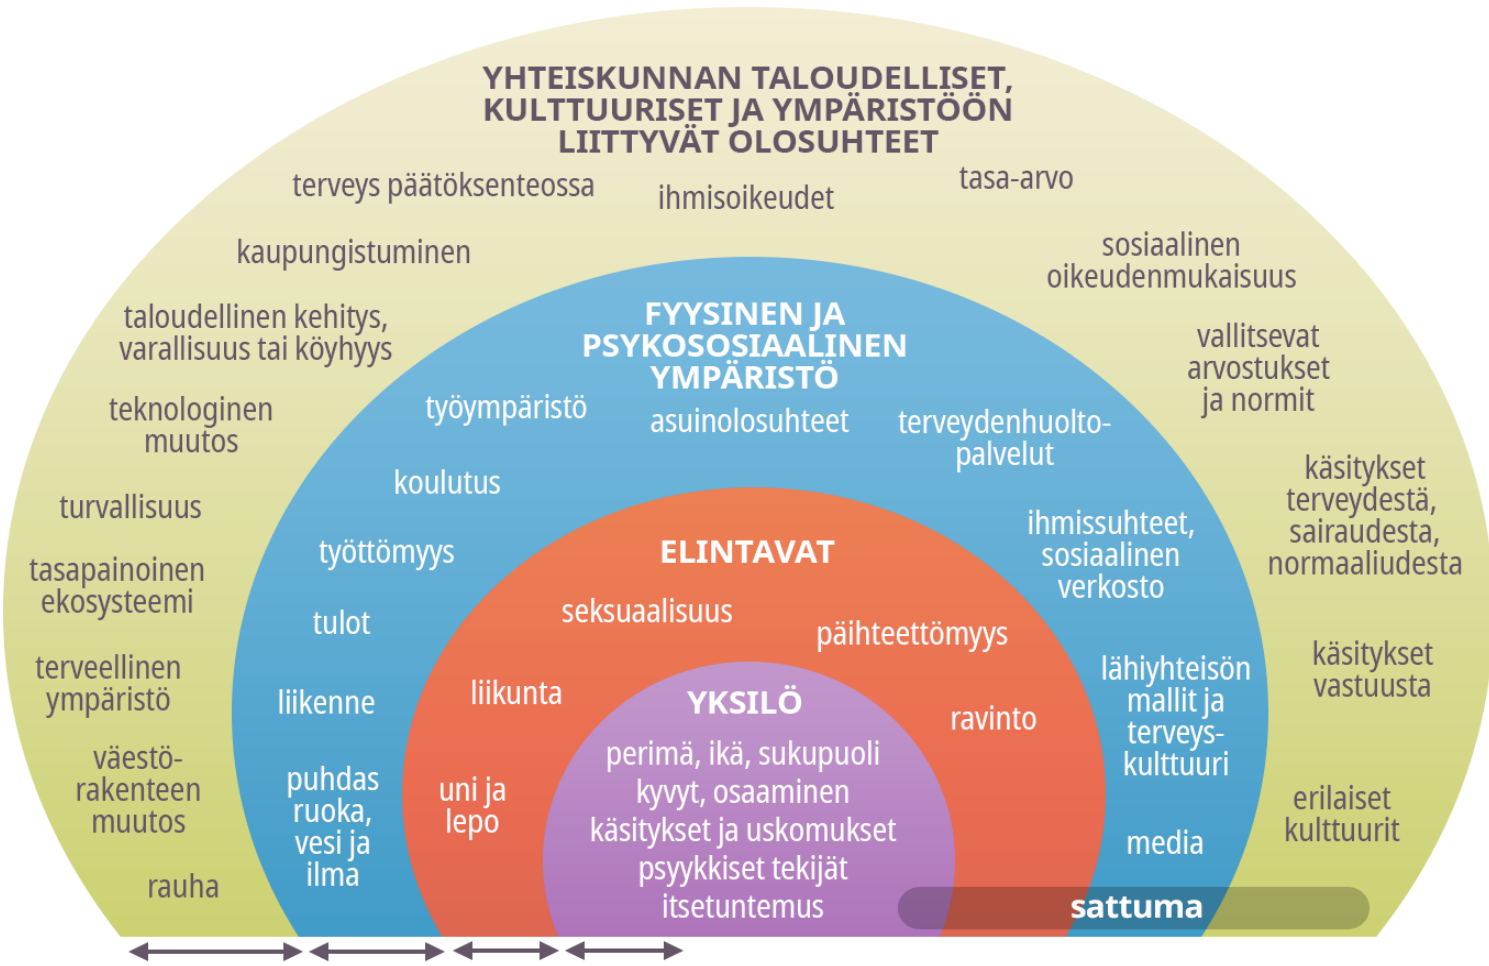 YHTEISKUNNAN TALOUDELLISET,
KULTTUURISET JA YMPÄRISTÖÖN
LIITTYVÄT OLOSUHTEET
terveys päätöksenteossa
ihmisoikeudet
tasa-arvo
kaupungistuminen
sosiaalinen
oikeudenmukaisuus
taloudellinen kehitys,
varallisuus tai köyhyys
vallitsevat
arvostukset
ja normit
teknologinen
muutos
käsitykset
terveydestä,
sairaudesta,
normaaliudesta
turvallisuus
tasapainoinen
ekosysteemi
terveellinen
ympäristö
käsitykset
vastuusta
väestö-
rakenteen
muutos
erilaiset
kulttuurit
rauha
FYYSINEN JA
PSYKOSOSIAALINEN
YMPÄRISTÖ
työympäristö
asuinolosuhteet
terveydenhuolto-
palvelut
koulutus
ihmissuhteet,
sosiaalinen
verkosto
työttömyys
tulot
liikenne
lähiyhteisön
mallit ja
terveys-
kulttuuri
puhdas
ruoka,
vesi ja
ilma
media
ELINTAVAT
seksuaalisuus
päihteettömyys
liikunta
ravinto
uni ja
lepo
YKSILÖ
perimä, ikä, sukupuoli
kyvyt, osaaminen
käsitykset ja uskomukset
psyykkiset tekijät
itsetuntemus
sattuma